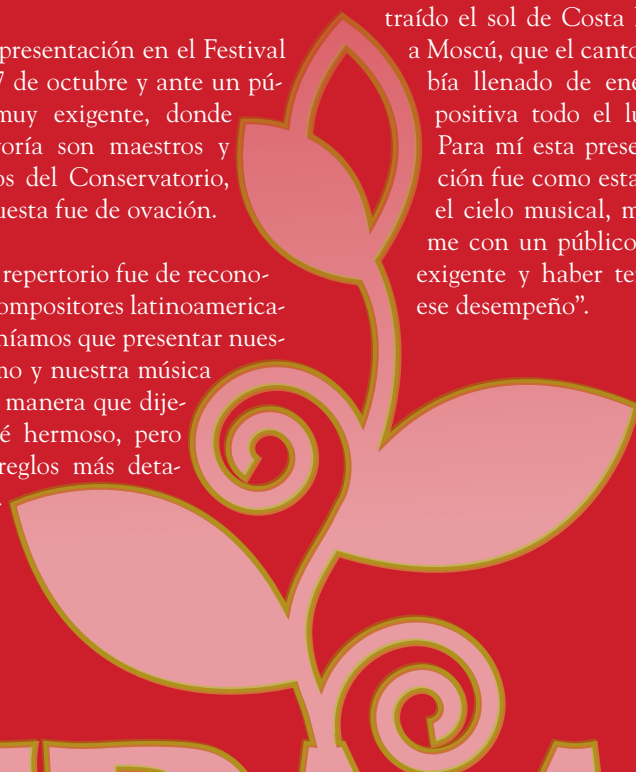 presentación en el Festival
7 de octubre y ante un pú-
muy exigente, donde
oría son maestros y
os del Conservatorio,
uesta fue de ovación.
repertorio fue de recono-
ompositores latinoamerica-
níamos que presentar nues-
mo y nuestra música
manera que dije-
é hermoso, pero
reglos más deta-
traído el sol de Costa
a Moscú, que el canto
bía llenado de ene
positiva todo el lu
Para mí esta prese
ción fue como esta
el cielo musical, m
me con un público
exigente y haber te
ese desempeño”.